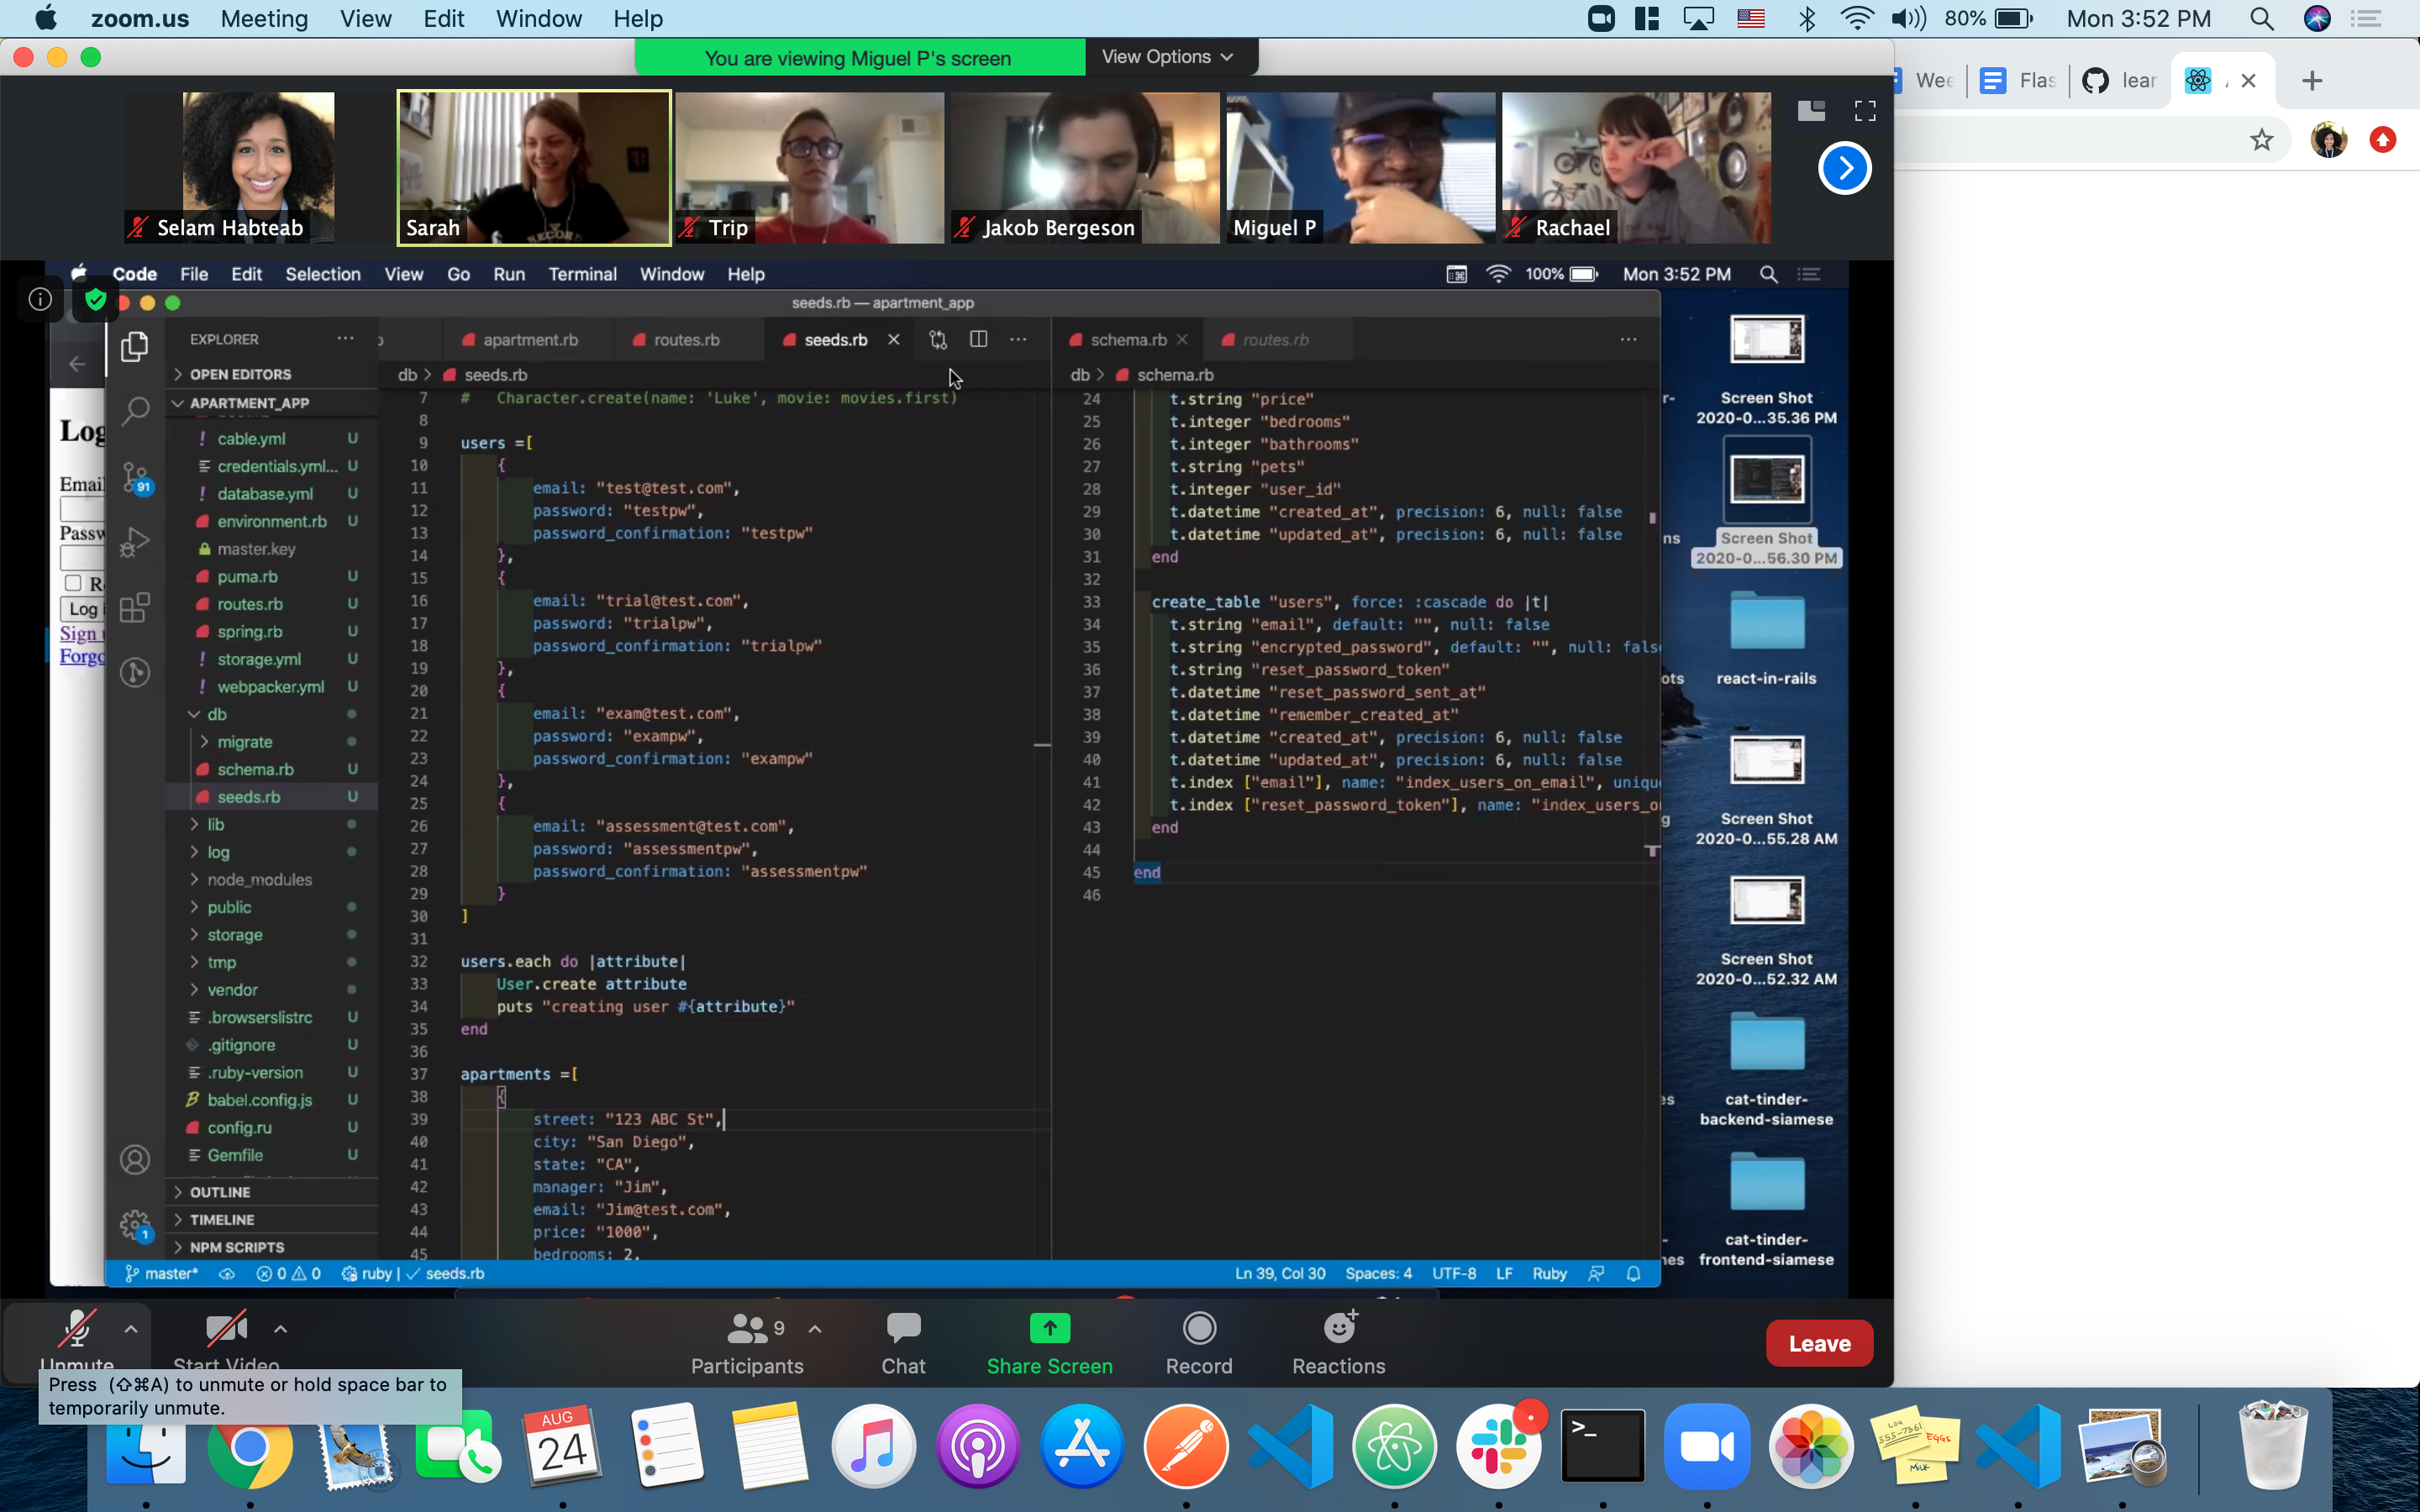 zoom.us Meeting View Edit Window Help 80% Mon 3:52 PM
You are viewing Miguel P's screen View Options
Flas lear
Selam Habteab Sarah Trip Jakob Bergeson Miguel P Rachael
Code File Edit Selection View Go Run Terminal Window Help 100% Mon 3:52 PM
seeds.rb — apartment_app
EXPLORER
OPEN EDITORS
APARTMENT_APP
cable.yml U
credentials.yml... U
database.yml U
environment.rb U
master.key
puma.rb U
routes.rb U
spring.rb U
storage.yml U
webpacker.yml U
db
migrate
schema.rb U
seeds.rb U
lib
log
node_modules
public
storage
tmp
vendor
.browserslistrc U
.gitignore U
.ruby-version U
babel.config.js U
config.ru U
Gemfile U
OUTLINE
TIMELINE
NPM SCRIPTS
91
1
apartment.rb routes.rb seeds.rb
db > seeds.rb
7 # Character.create(name: 'Luke', movie: movies.first)
8
9 users =[
10 {
11 email: "test@test.com",
12 password: "testpw",
13 password_confirmation: "testpw"
14 },
15 {
16 email: "trial@test.com",
17 password: "trialpw",
18 password_confirmation: "trialpw"
19 },
20 {
21 email: "exam@test.com",
22 password: "exampw",
23 password_confirmation: "exampw"
24 },
25 {
26 email: "assessment@test.com",
27 password: "assessmentpw",
28 password_confirmation: "assessmentpw"
29 }
30 ]
31
32 users.each do |attribute|
33 User.create attribute
34 puts "creating user #{attribute}"
35 end
36
37 apartments =[
38 {
39 street: "123 ABC St",
40 city: "San Diego",
41 state: "CA",
42 manager: "Jim",
43 email: "Jim@test.com",
44 price: "1000",
45 bedrooms: 2,
schema.rb routes.rb
db > schema.rb
24 t.string "price"
25 t.integer "bedrooms"
26 t.integer "bathrooms"
27 t.string "pets"
28 t.integer "user_id"
29 t.datetime "created_at", precision: 6, null: false
30 t.datetime "updated_at", precision: 6, null: false
31 end
32
33 create_table "users", force: :cascade do |t|
34 t.string "email", default: "", null: false
35 t.string "encrypted_password", default: "", null: fals
36 t.string "reset_password_token"
37 t.datetime "reset_password_sent_at"
38 t.datetime "remember_created_at"
39 t.datetime "created_at", precision: 6, null: false
40 t.datetime "updated_at", precision: 6, null: false
41 t.index ["email"], name: "index_users_on_email", uniqu
42 t.index ["reset_password_token"], name: "index_users_o
43 end
44
45 end
46
master* 0 0 ruby | seeds.rb Ln 39, Col 30 Spaces: 4 UTF-8 LF Ruby
Log
Email
Passw
R
Log i
Sign u
Forgo
Screen Shot
2020-0...35.36 PM
Screen Shot
2020-0...56.30 PM
react-in-rails
Screen Shot
2020-0...55.28 AM
Screen Shot
2020-0...52.32 AM
cat-tinder-
backend-siamese
cat-tinder-
frontend-siamese
Unmute Start Video Participants 9 Chat Share Screen Record Reactions Leave
Press (⇧⌘A) to unmute or hold space bar to
temporarily unmute.
AUG
24